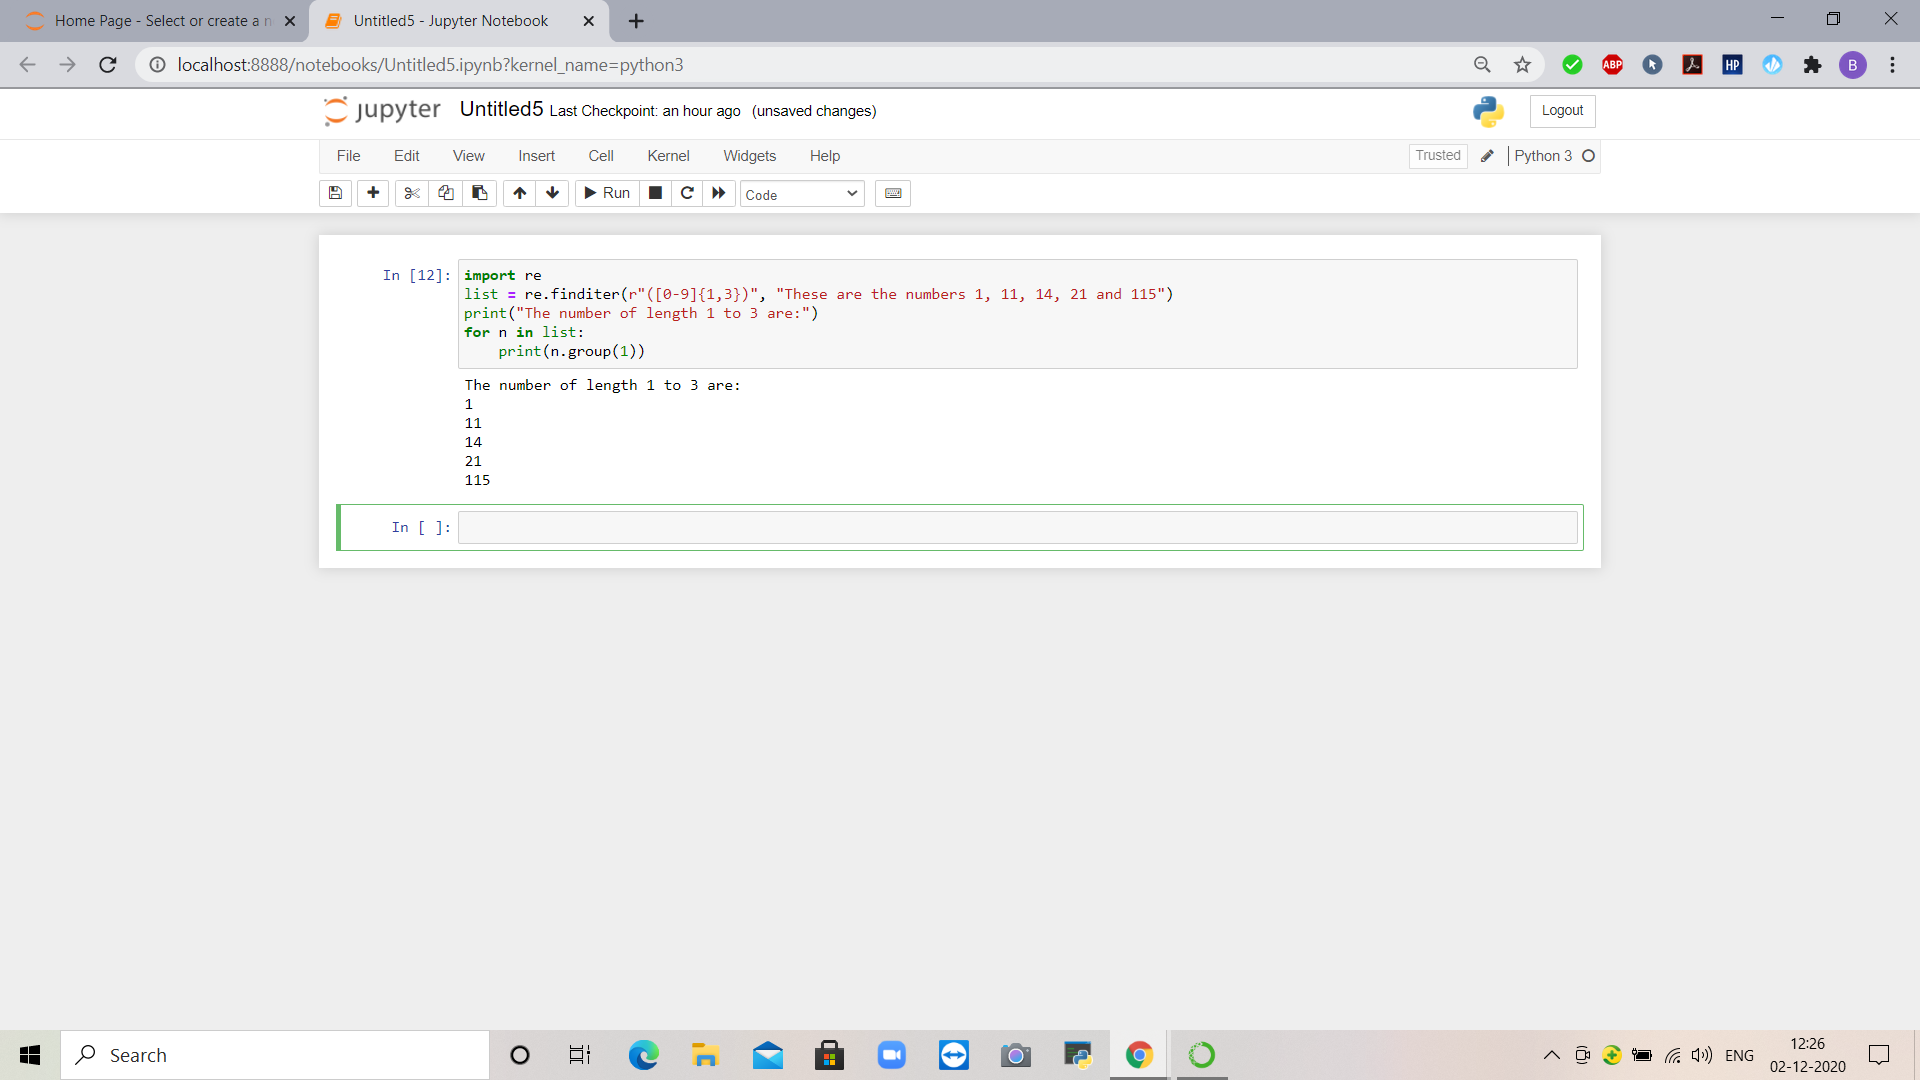 Home Page - Select or create a n
Untitled5 - Jupyter Notebook
localhost:8888/notebooks/Untitled5.ipynb?kernel_name=python3
ABP
HP
B
jupyter
Untitled5 Last Checkpoint: an hour ago (unsaved changes)
Logout
File Edit View Insert Cell Kernel Widgets Help
Trusted
Python 3
Run
Code
In [12]:
import re
list = re.finditer(r"([0-9]{1,3})", "These are the numbers 1, 11, 14, 21 and 115")
print("The number of length 1 to 3 are:")
for n in list:
    print(n.group(1))
The number of length 1 to 3 are:
1
11
14
21
115
In [ ]:
Search
ENG
12:26
02-12-2020